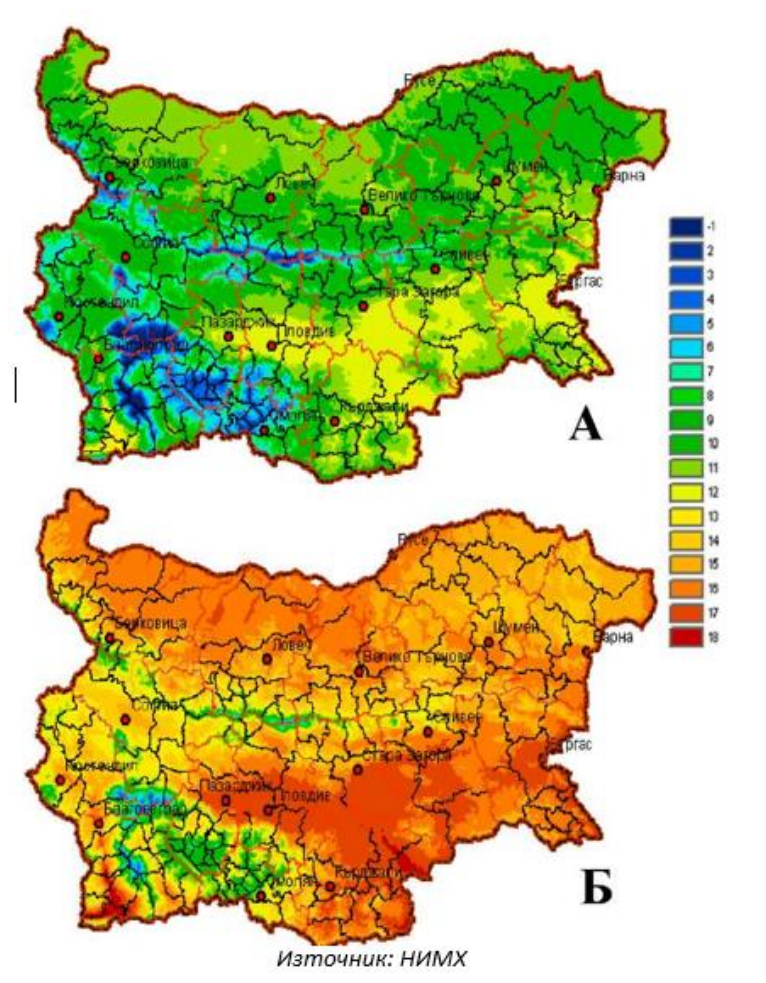 Русе
Берковица
Ловеч
Велико Търново
Шумен
Варна
София
Сливен
Бургас
Кюстендил
Стара Загора
Пазарджик
Пловдив
Благоевград
Смолян
Кърджали
А
-1
2
3
4
5
6
7
8
9
10
11
12
13
14
15
16
17
18
Русе
Берковица
Ловеч
Велико Търново
Шумен
Варна
София
Сливен
Бургас
Кюстендил
Стара Загора
Пазарджик
Пловдив
Благоевград
Смолян
Кърджали
Б
Източник: НИМХ